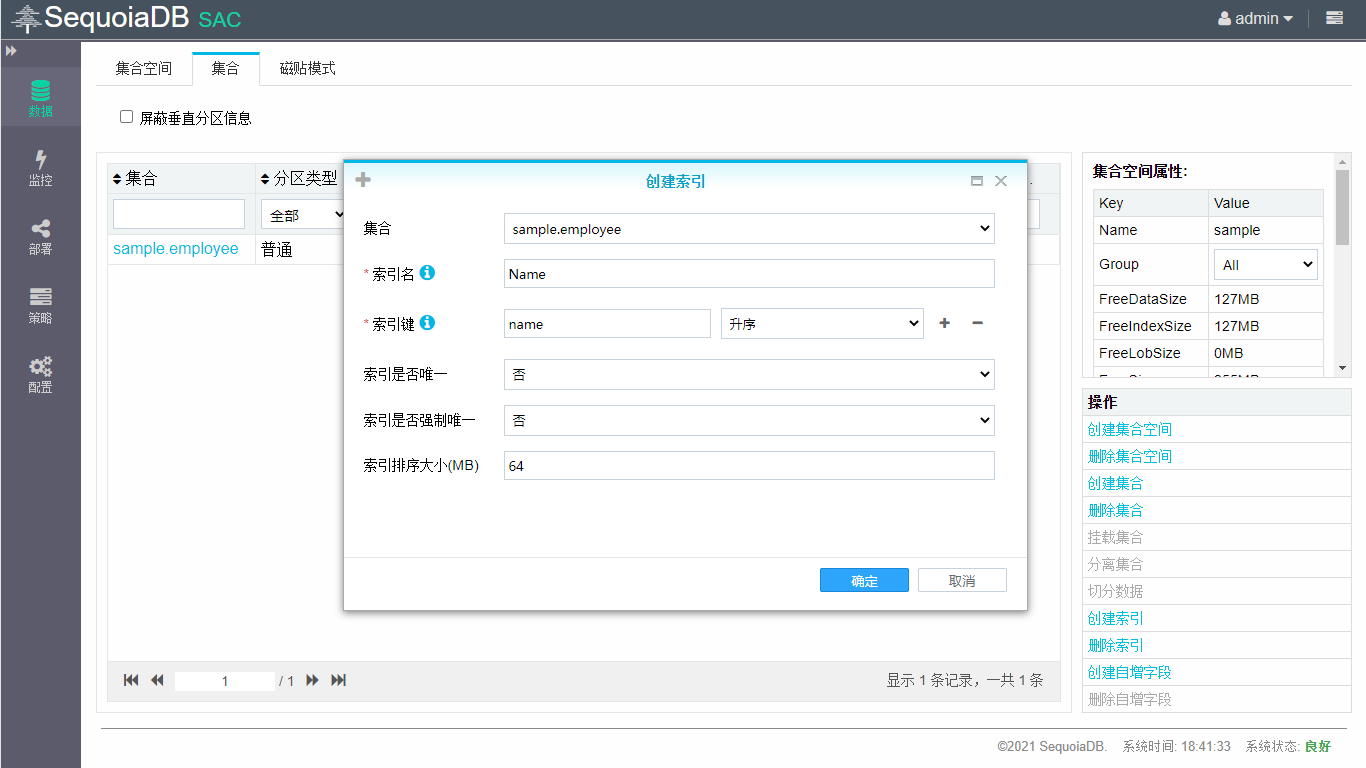 SequoiaDB SAC
admin
数据
监控
部署
策略
配置
集合空间 集合 磁贴模式
屏蔽垂直分区信息
集合 分区类型
全部
sample.employee 普通
创建索引
集合 sample.employee
* 索引名 Name
* 索引键 name 升序
索引是否唯一 否
索引是否强制唯一 否
索引排序大小(MB) 64
确定 取消
1 / 1 显示 1 条记录，一共 1 条
集合空间属性:
Key Value
Name sample
Group All
FreeDataSize 127MB
FreeIndexSize 127MB
FreeLobSize 0MB
操作
创建集合空间
删除集合空间
创建集合
删除集合
挂载集合
分离集合
切分数据
创建索引
删除索引
创建自增字段
删除自增字段
©2021 SequoiaDB. 系统时间: 18:41:33 系统状态: 良好